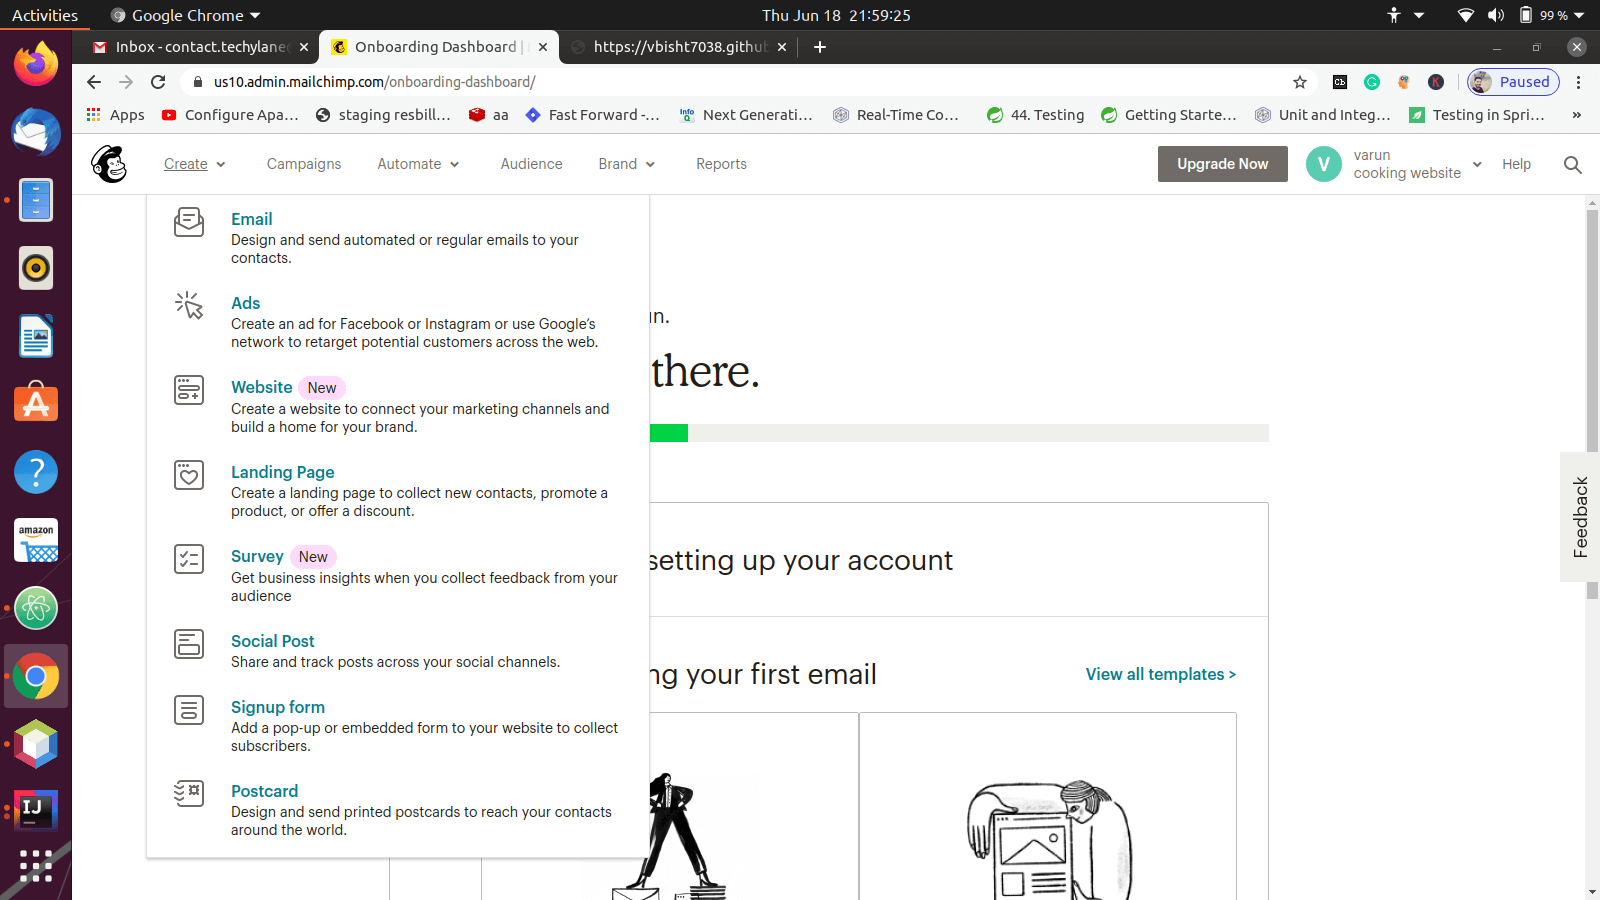 Activities
Google Chrome
Thu Jun 18 21:59:25
99 %
Inbox - contact.techylane
Onboarding Dashboard |
https://vbisht7038.github
us10.admin.mailchimp.com/onboarding-dashboard/
Cb
G
K
Paused
Apps
Configure Apa...
staging resbill...
aa
Fast Forward -...
Info
Q
Next Generati...
Real-Time Co...
44. Testing
Getting Starte...
Unit and Integ...
Testing in Spri...
»
Create
Campaigns
Automate
Audience
Brand
Reports
Upgrade Now
V
varun
cooking website
Help
Email
Design and send automated or regular emails to your
contacts.
Ads
Create an ad for Facebook or Instagram or use Google’s
network to retarget potential customers across the web.
Website New
Create a website to connect your marketing channels and
build a home for your brand.
Landing Page
Create a landing page to collect new contacts, promote a
product, or offer a discount.
Survey New
Get business insights when you collect feedback from your
audience
Social Post
Share and track posts across your social channels.
Signup form
Add a pop-up or embedded form to your website to collect
subscribers.
Postcard
Design and send printed postcards to reach your contacts
around the world.
un.
there.
setting up your account
ng your first email
View all templates >
Feedback
amazon
IJ